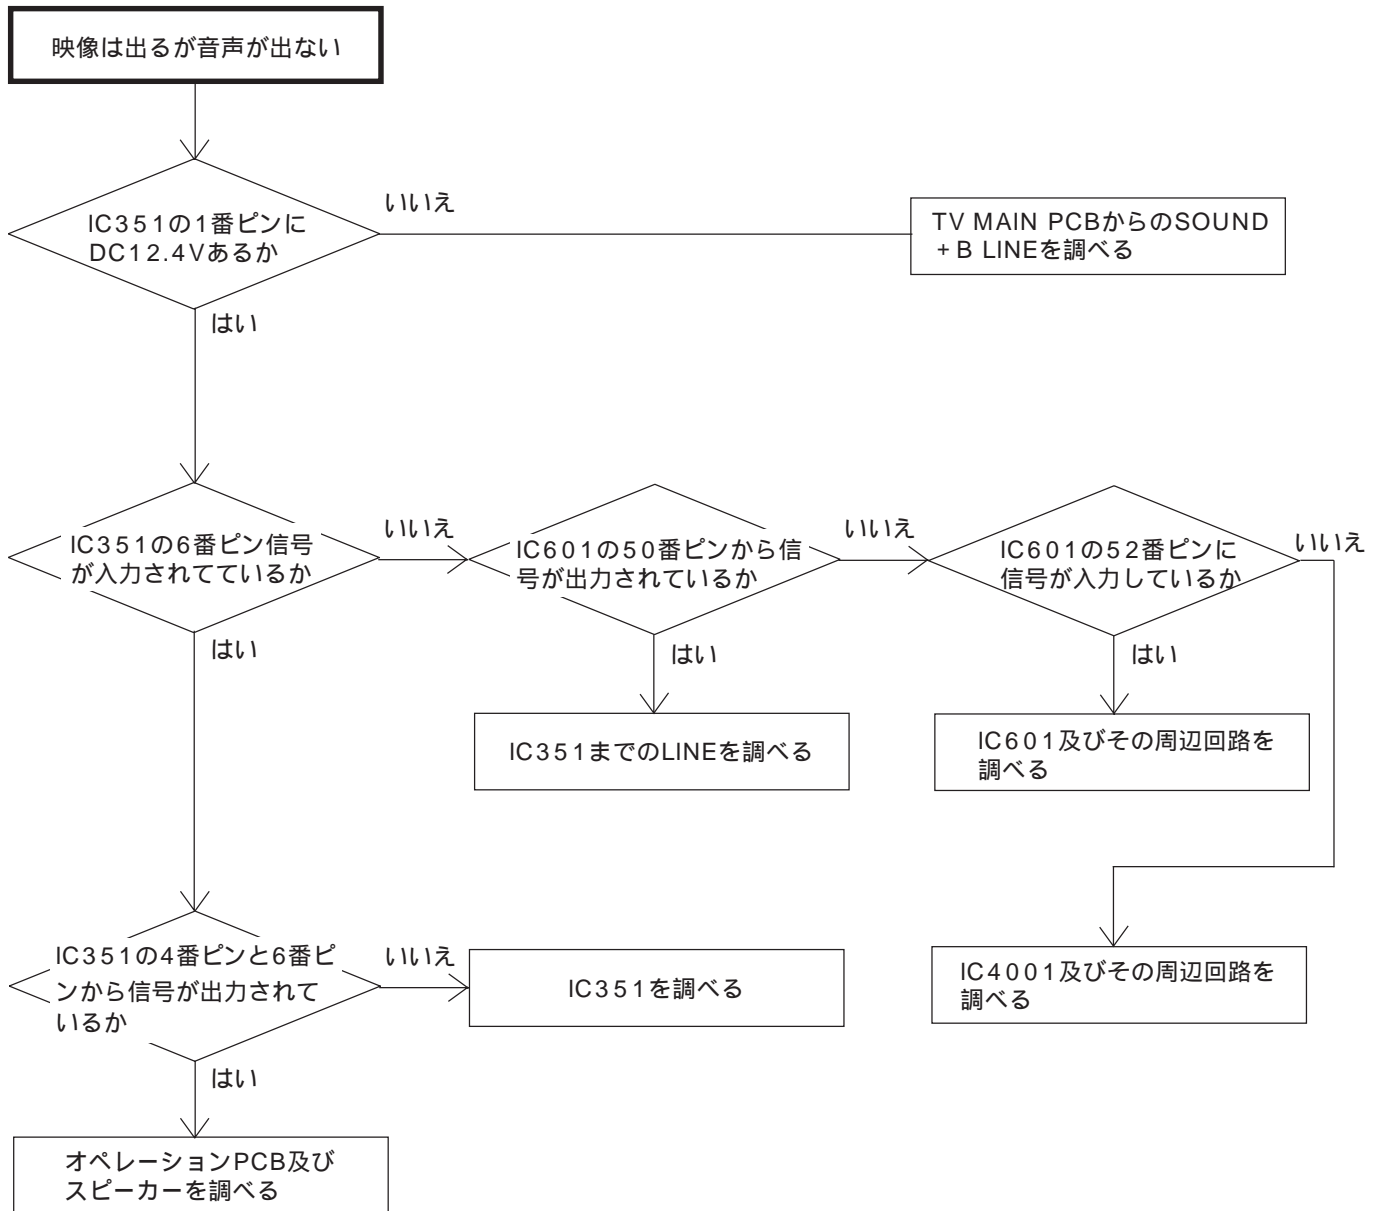 映像は出るが音声が出ない
IC351の1番ピンに
DC12.4Vあるか
いいえ
TV MAIN PCBからのSOUND
+B LINEを調べる
はい
IC351の6番ピン信号
が入力されてているか
いいえ
IC601の50番ピンから信
号が出力されているか
いいえ
IC601の52番ピンに
信号が入力しているか
いいえ
はい
はい
はい
IC351までのLINEを調べる
IC601及びその周辺回路を
調べる
IC351の4番ピンと6番ピ
ンから信号が出力されて
いるか
いいえ
IC351を調べる
IC4001及びその周辺回路を
調べる
はい
オペレーションPCB及び
スピーカーを調べる